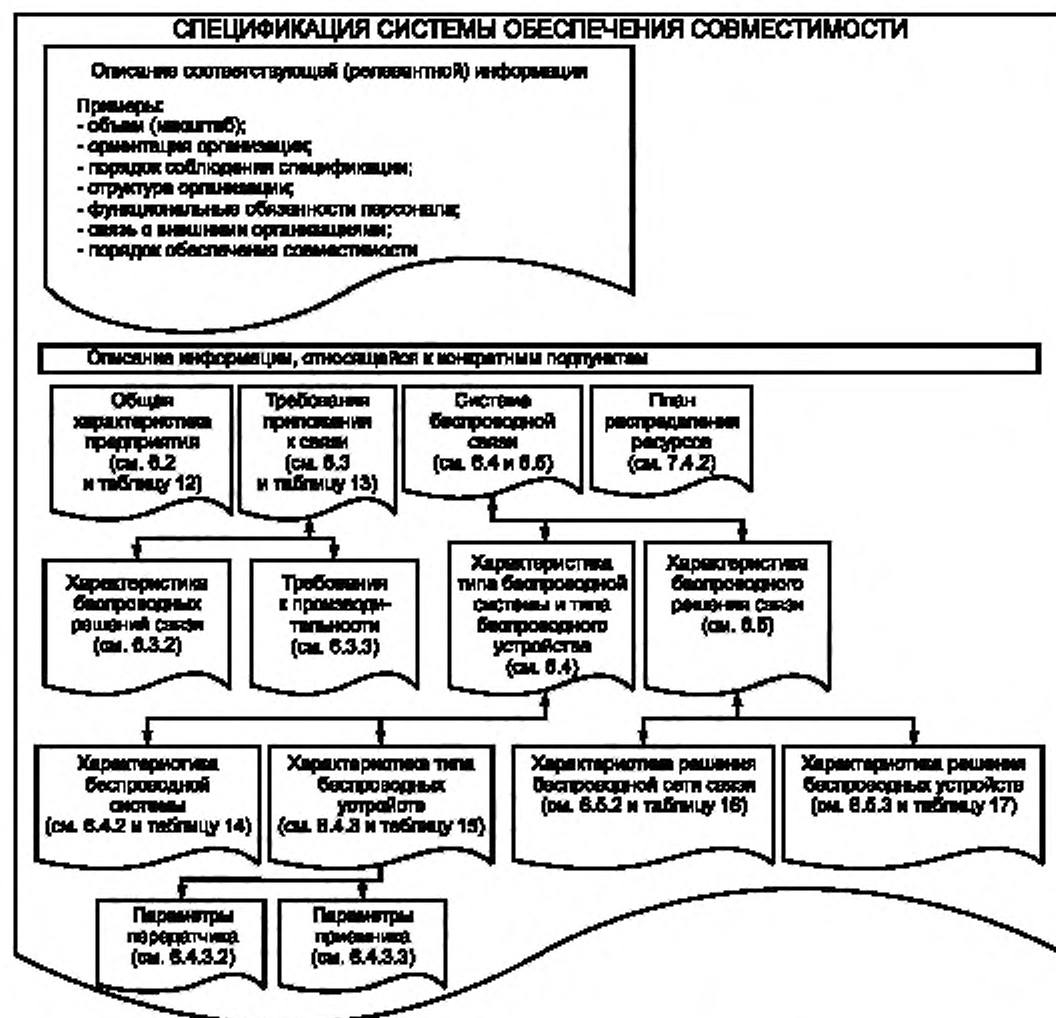 СПЕЦИФИКАЦИЯ СИСТЕМЫ ОБЕСПЕЧЕНИЯ СОВМЕСТИМОСТИ
Описание соответствующей (релевантной) информации
Примеры:
- объем (масштаб);
- ориентация организации;
- порядок соблюдения спецификации;
- структура организации;
- функциональные обязанности персонала;
- связь с внешними организациями;
- порядок обеспечения совместимости
Описание информации, относящейся к конкретным подпунктам
Общая
характеристика
предприятия
(см. 6.2
и таблицу 12)
Требования
приложения
к связи
(см. 6.3
и таблицу 13)
Система
беспроводной
связи
(см. 6.4 и 6.5)
План
распределения
ресурсов
(см. 7.4.2)
Характеристика
беспроводных
решений связи
(см. 6.3.2)
Требования
к производи-
тельности
(см. 6.3.3)
Характеристика
типа беспроводной
системы и типа
беспроводного
устройства
(см. 6.4)
Характеристика
беспроводного
решения связи
(см. 6.5)
Характеристика
беспроводной
системы
(см. 6.4.2 и таблицу 14)
Характеристика типа
беспроводных
устройств
(см. 6.4.3 и таблицу 15)
Характеристика решения
беспроводной сети связи
(см. 6.5.2 и таблицу 16)
Характеристика решения
беспроводных устройств
(см. 6.5.3 и таблицу 17)
Параметры
передатчика
(см. 6.4.3.2)
Параметры
приемника
(см. 6.4.3.3)